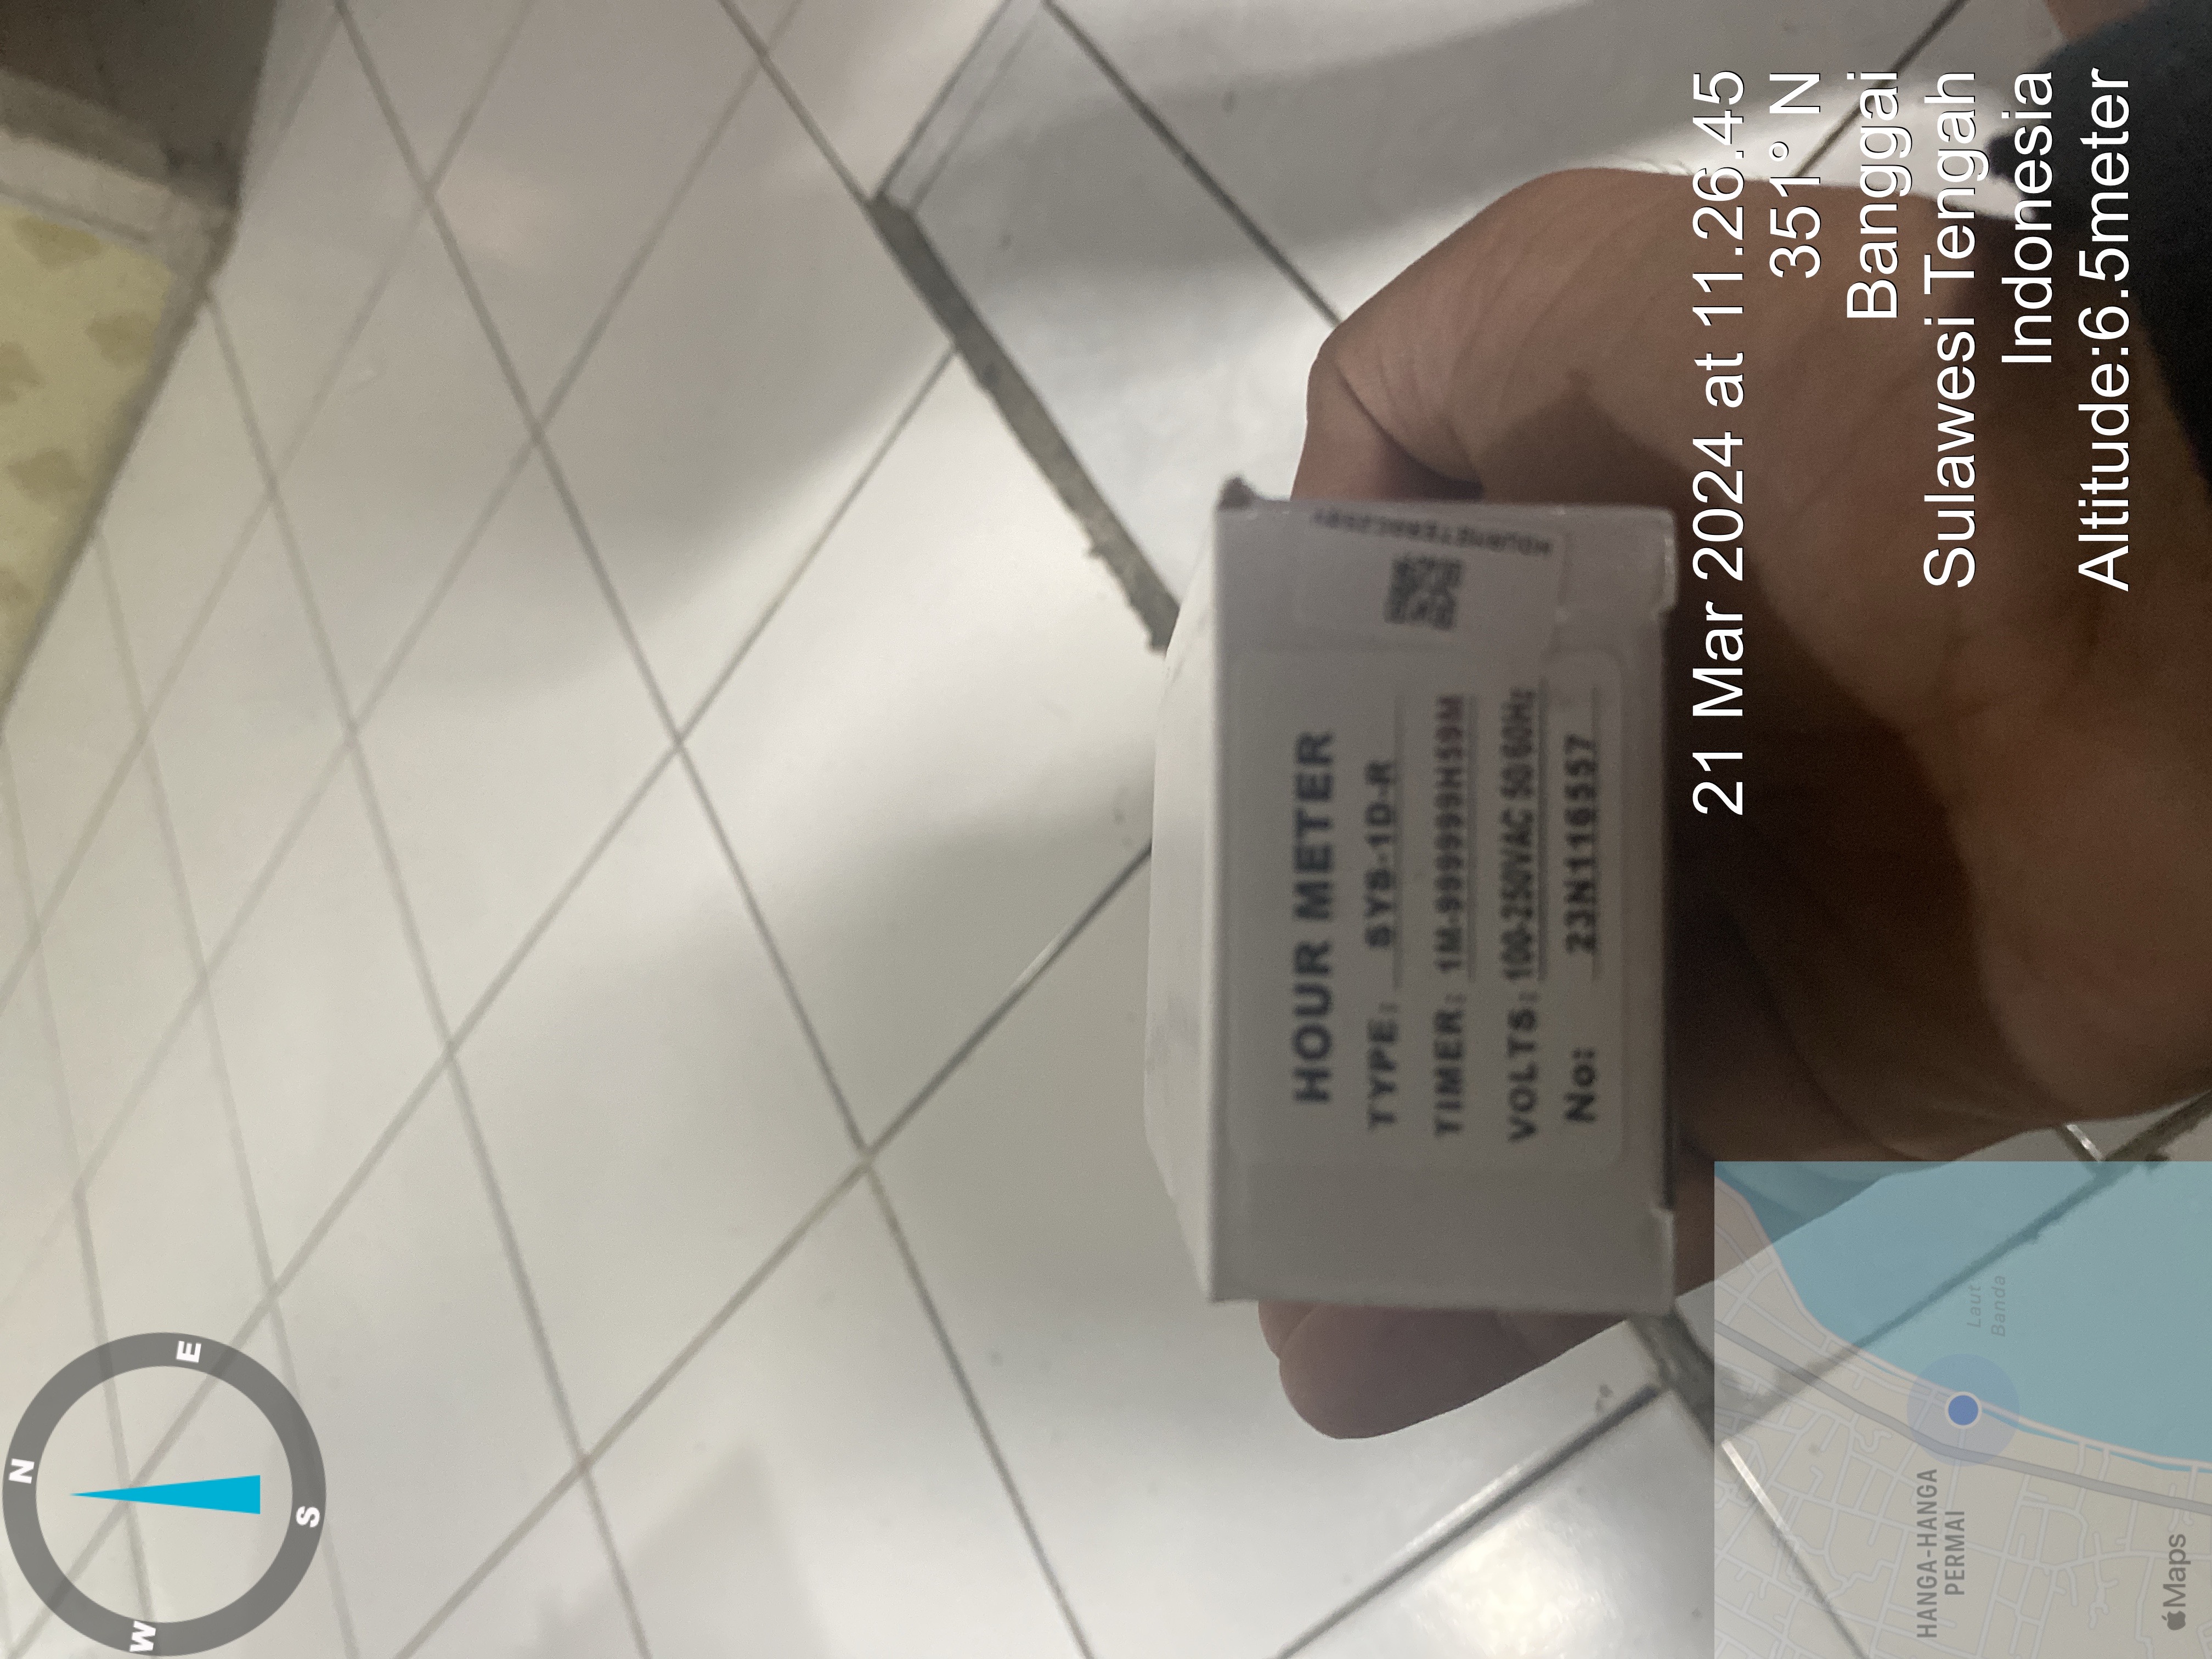 21 Mar 2024 at 11.26.45
351° N
Banggai
Sulawesi Tengah
Indonesia
Altitude:6.5meter
HOUR METER
TYPE: SYS-1D-R
TIMER: 1M-999999H59M
VOLTS: 100-250VAC 50 60Hz
No: 23N116557
N
E
S
W
HANGA-HANGA
PERMAI
Laut
Banda
Maps